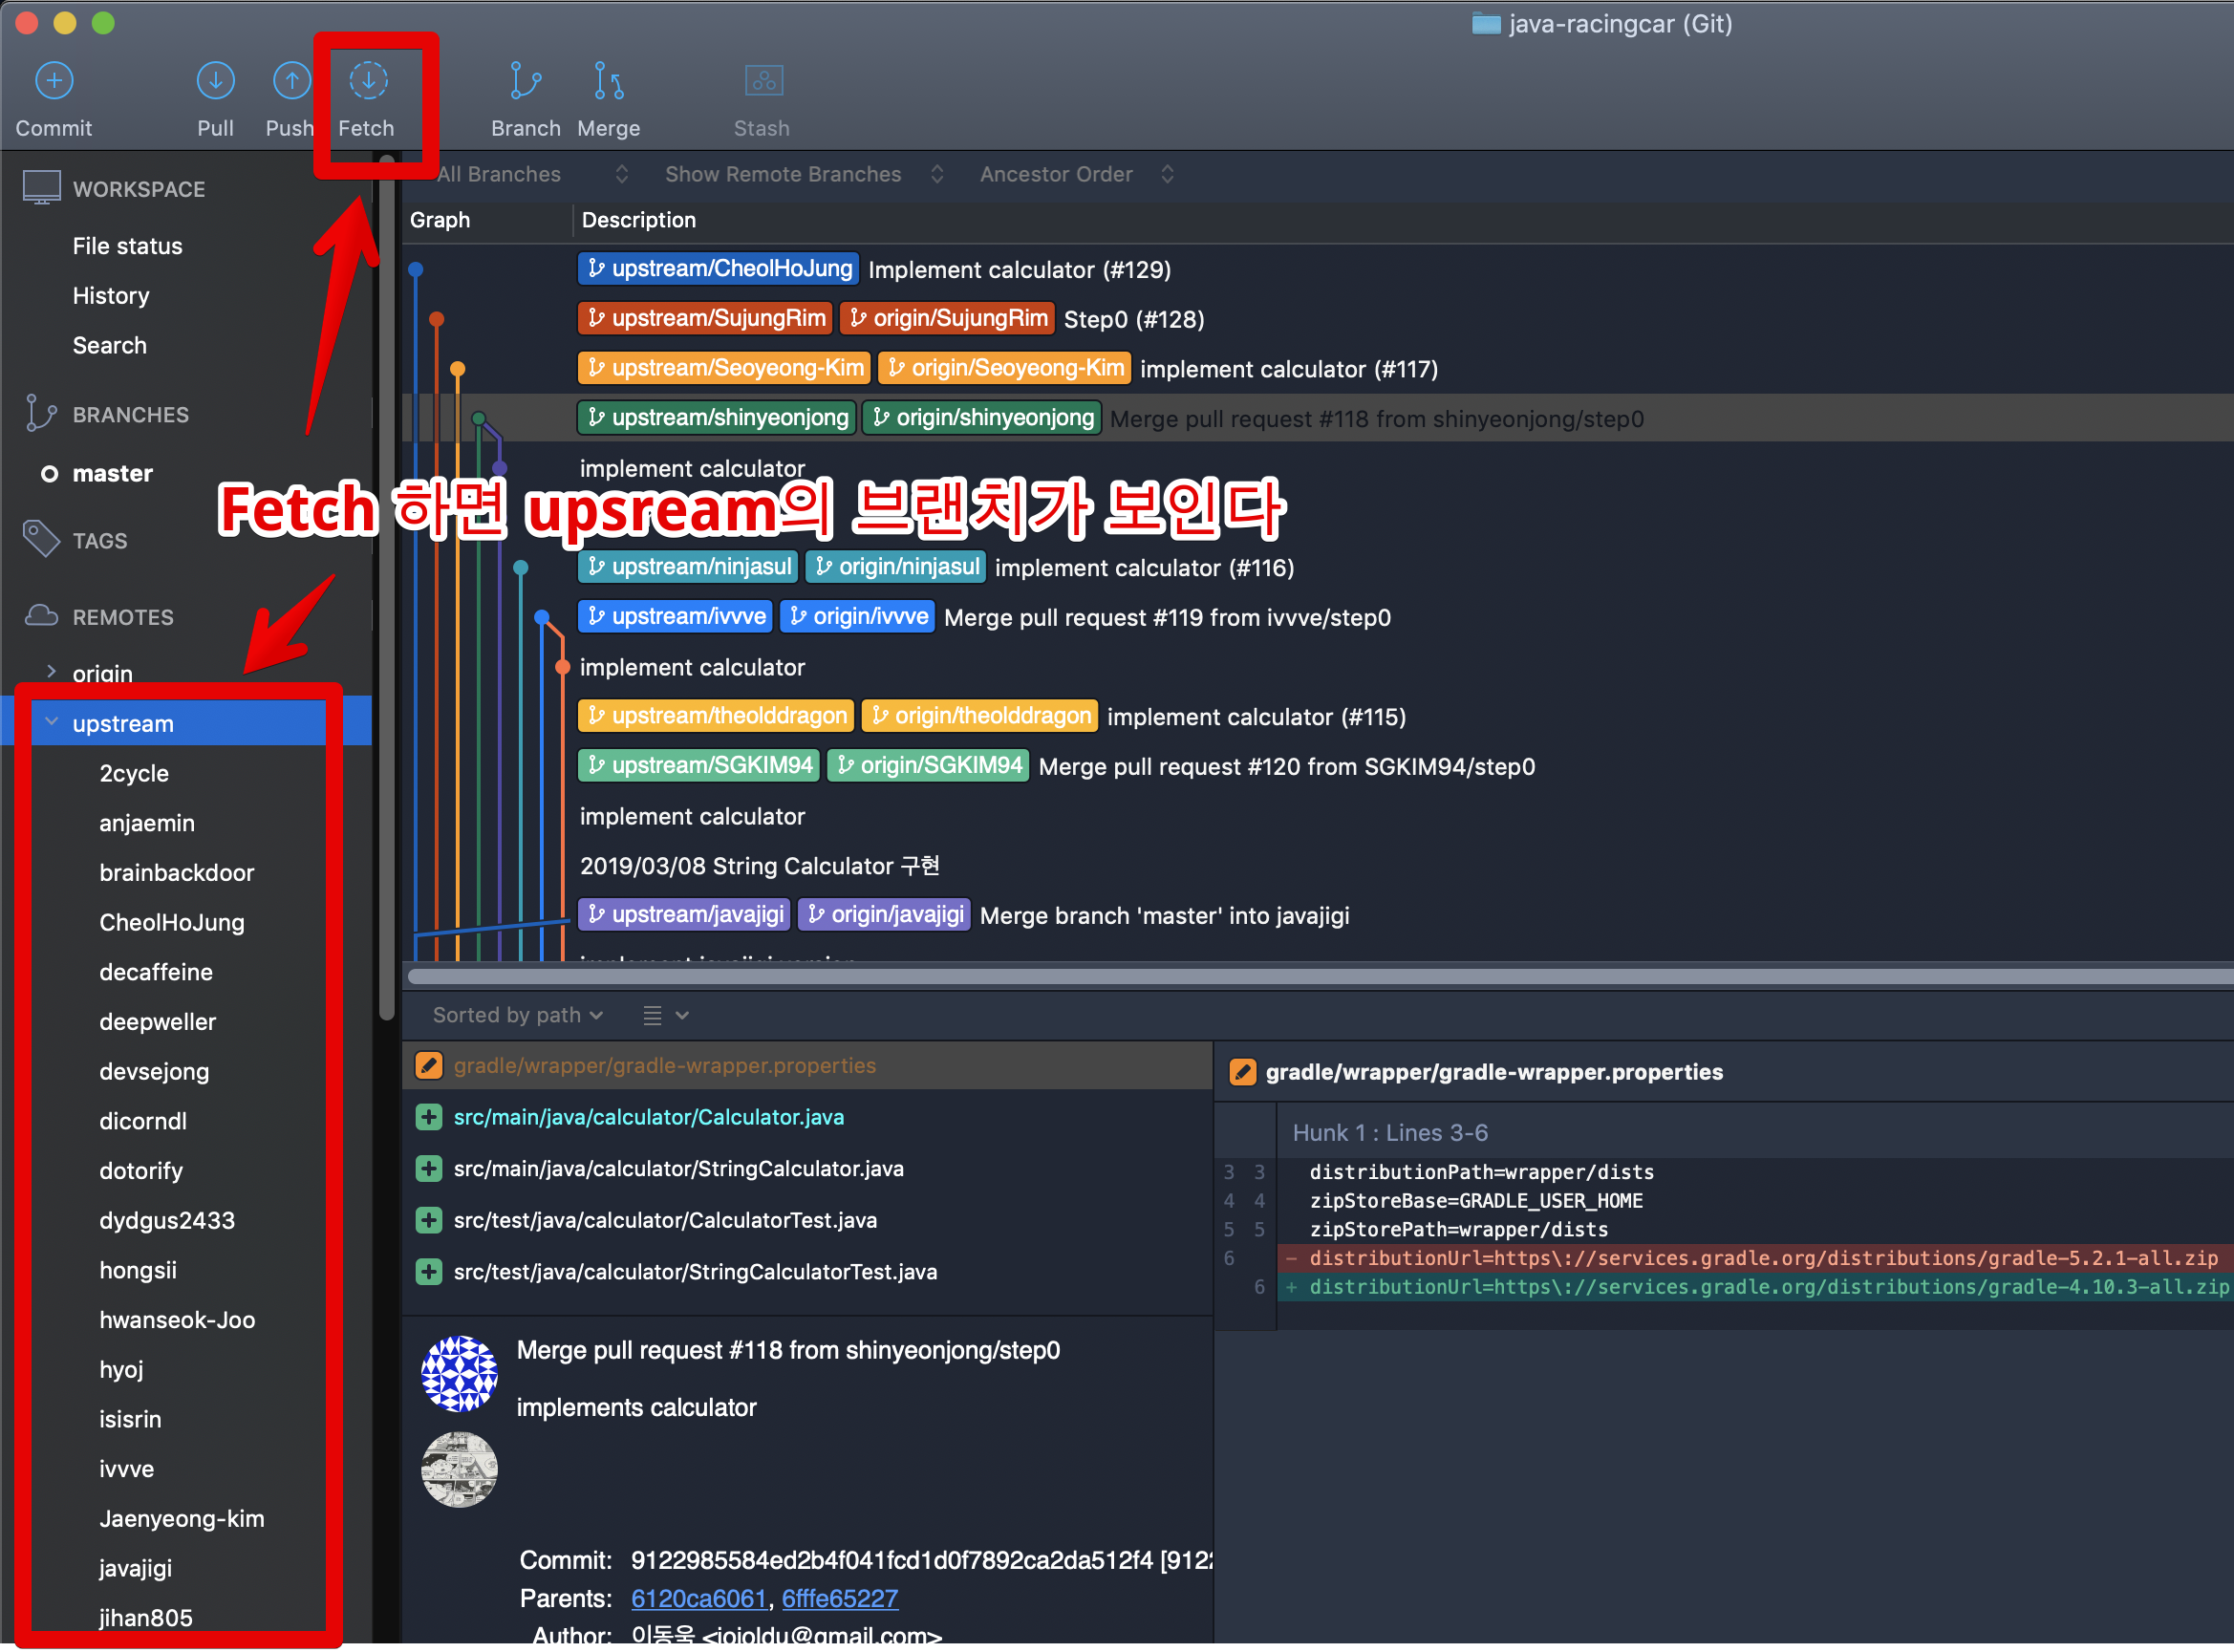 java-racingcar (Git)
Commit Pull Push Fetch Branch Merge Stash
WORKSPACE
File status
History
Search
BRANCHES
master
TAGS
REMOTES
origin
upstream
2cycle
anjaemin
brainbackdoor
CheolHoJung
decaffeine
deepweller
devsejong
dicorndl
dotorify
dydgus2433
hongsii
hwanseok-Joo
hyoj
isisrin
ivvve
Jaenyeong-kim
javajigi
jihan805
All Branches Show Remote Branches Ancestor Order
Graph Description
upstream/CheolHoJung Implement calculator (#129)
upstream/SujungRim origin/SujungRim Step0 (#128)
upstream/Seoyeong-Kim origin/Seoyeong-Kim implement calculator (#117)
upstream/shinyeonjong origin/shinyeonjong Merge pull request #118 from shinyeonjong/step0
implement calculator
Fetch 하면 upsream의 브랜치가 보인다
upstream/ninjasul origin/ninjasul implement calculator (#116)
upstream/ivvve origin/ivvve Merge pull request #119 from ivvve/step0
implement calculator
upstream/theolddragon origin/theolddragon implement calculator (#115)
upstream/SGKIM94 origin/SGKIM94 Merge pull request #120 from SGKIM94/step0
implement calculator
2019/03/08 String Calculator 구현
upstream/javajigi origin/javajigi Merge branch 'master' into javajigi
implement javajigi version
Sorted by path
gradle/wrapper/gradle-wrapper.properties
src/main/java/calculator/Calculator.java
src/main/java/calculator/StringCalculator.java
src/test/java/calculator/CalculatorTest.java
src/test/java/calculator/StringCalculatorTest.java
Merge pull request #118 from shinyeonjong/step0
implements calculator
Commit: 9122985584ed2b4f041fcd1d0f7892ca2da512f4 [9122
Parents: 6120ca6061, 6fffe65227
Author: 이동욱 <jojoldu@gmail.com>
gradle/wrapper/gradle-wrapper.properties
Hunk 1 : Lines 3-6
3 3 distributionPath=wrapper/dists
4 4 zipStoreBase=GRADLE_USER_HOME
5 5 zipStorePath=wrapper/dists
6 - distributionUrl=https\://services.gradle.org/distributions/gradle-5.2.1-all.zip
6 + distributionUrl=https\://services.gradle.org/distributions/gradle-4.10.3-all.zip